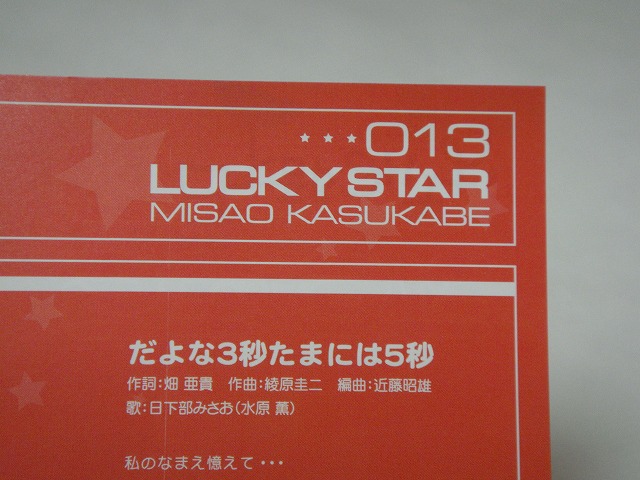 ★★★013
LUCKY STAR
MISAO KASUKABE
だよな3秒たまには5秒
作詞：畑 亜貴　作曲：綾原圭二　編曲：近藤昭雄
歌：日下部みさお（水原 薫）
私のなまえ憶えて・・・